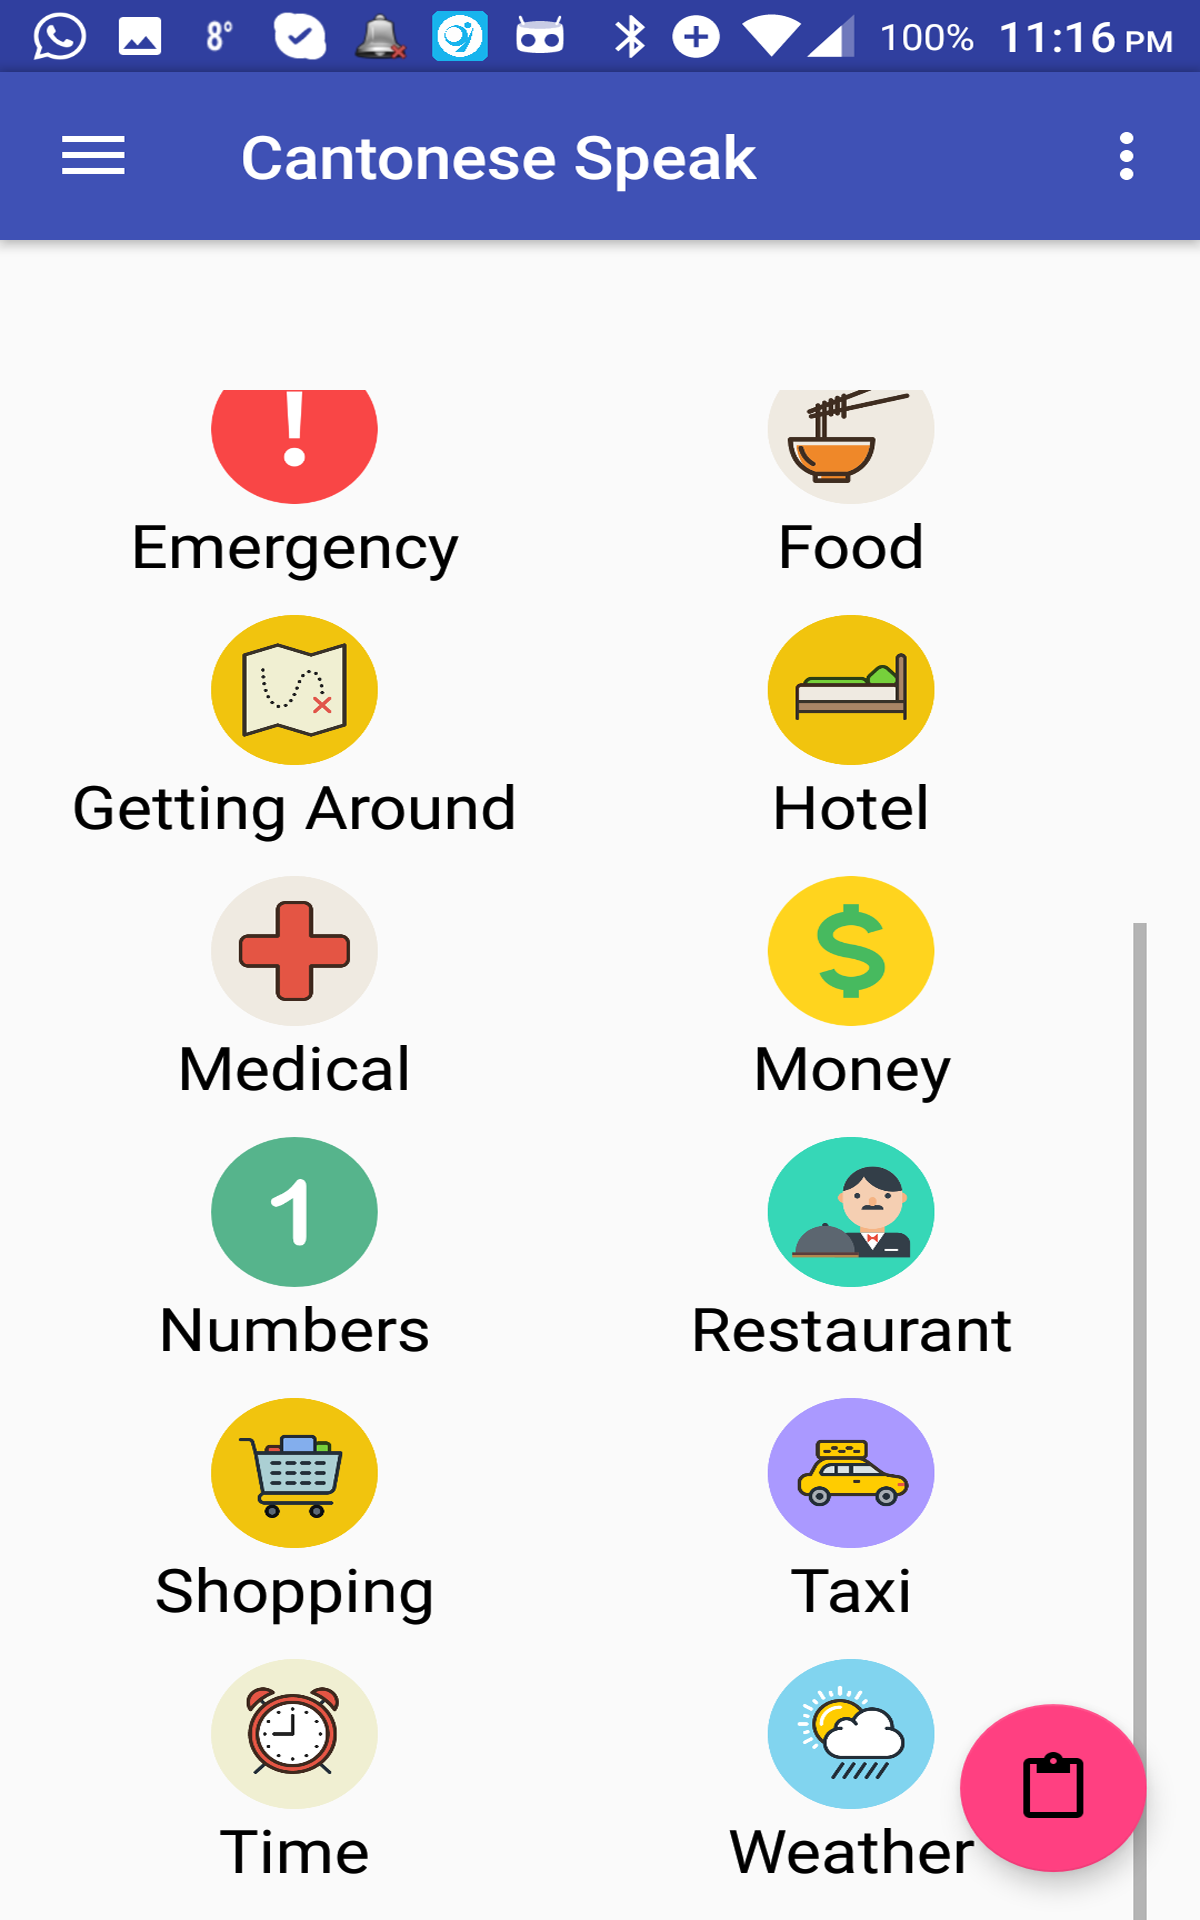 8° 100% 11:16 PM
Cantonese Speak
!
Emergency Food
Getting Around Hotel
$
Medical Money
1
Numbers Restaurant
Shopping Taxi
Time Weather